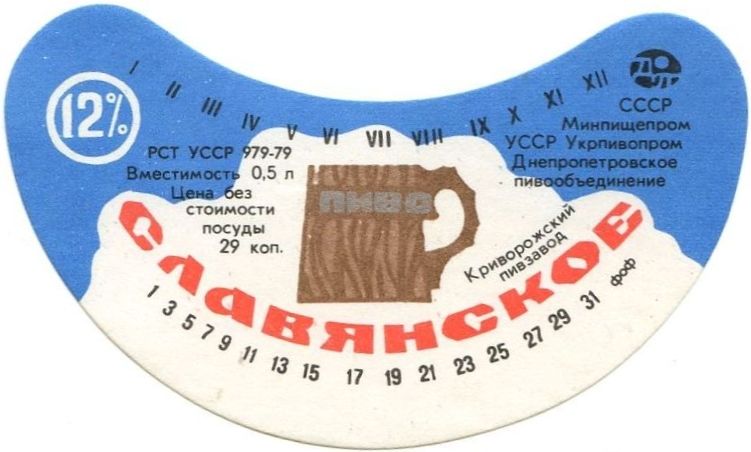 12%
I II III IV V VI VII VIII IX X XI XII
РСТ УССР 979-79
Вместимость 0,5 л
Цена без
стоимости
посуды
29 коп.
СССР
Минпищепром
УССР Укрпивопром
Днепропетровское
пивообъединение
ПИВО
Криворожский
пивзавод
СЛАВЯНСКОЕ
1 3 5 7 9 11 13 15 17 19 21 23 25 27 29 31 фоф